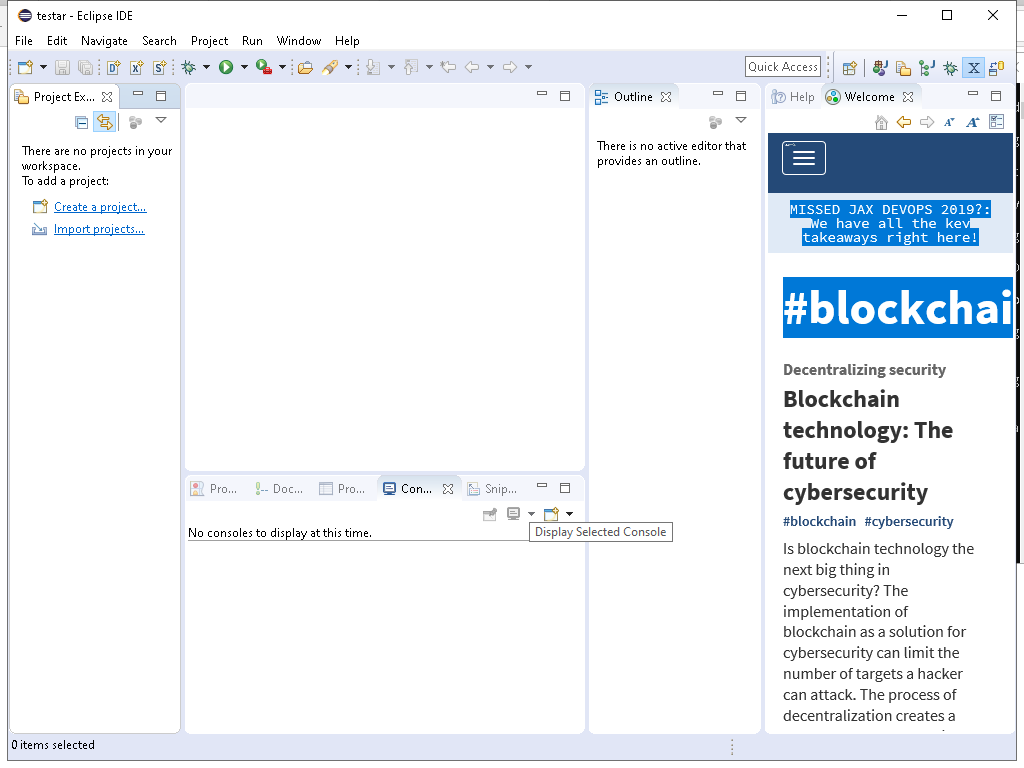 testar - Eclipse IDE
File Edit Navigate Search Project Run Window Help
Quick Access
Project Ex...
Outline
Help
Welcome
There are no projects in your
workspace.
To add a project:
Create a project...
Import projects...
There is no active editor that
provides an outline.
MISSED JAX DEVOPS 2019?:
We have all the key
takeaways right here!
#blockchai
Decentralizing security
Blockchain
technology: The
future of
cybersecurity
#blockchain #cybersecurity
Is blockchain technology the
next big thing in
cybersecurity? The
implementation of
blockchain as a solution for
cybersecurity can limit the
number of targets a hacker
can attack. The process of
decentralization creates a
Pro...
Doc...
Pro...
Con...
Snip...
No consoles to display at this time.
Display Selected Console
0 items selected